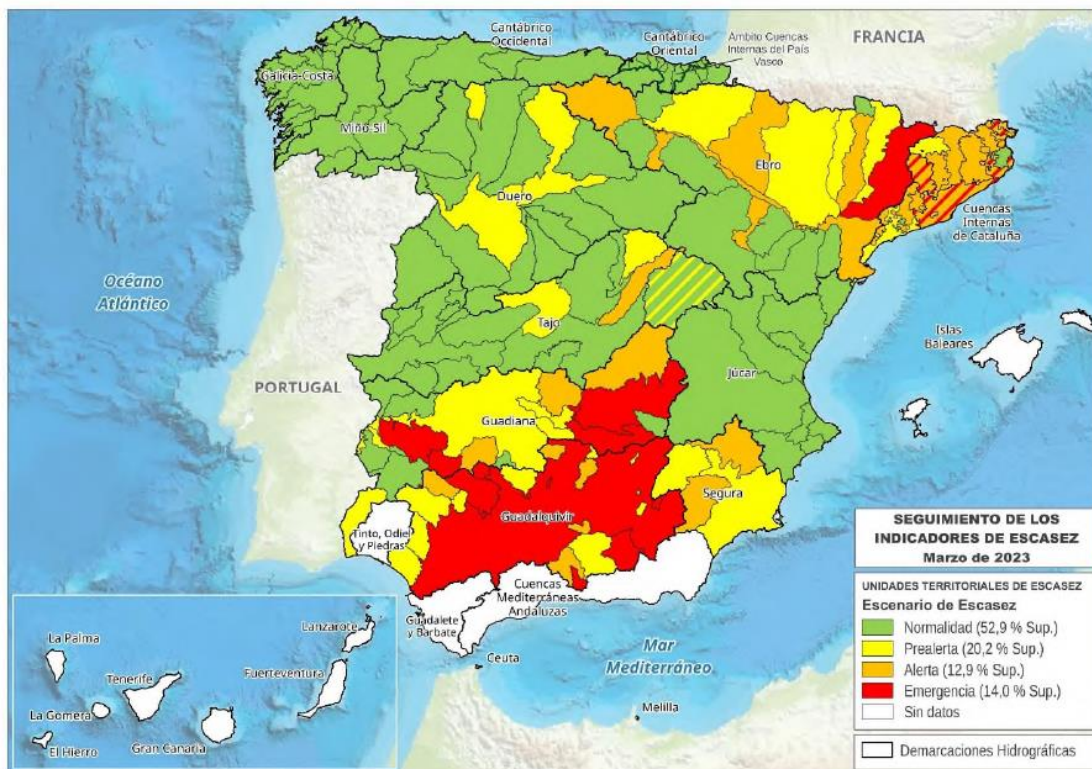 Cantábrico
Occidental
Cantábrico
Oriental
Ámbito Cuencas
Internas del País
Vasco
FRANCIA
Galicia-Costa
Miño-Sil
Ebro
Duero
Cuencas
Internas
de Cataluña
Océano
Atlántico
Tajo
Islas
Baleares
PORTUGAL
Júcar
Guadiana
Segura
Guadalquivir
Tinto, Odiel
y Piedras
Cuencas
Mediterráneas
Andaluzas
Guadalete
y Barbate
Ceuta
Mar
Mediterráneo
Melilla
La Palma
Lanzarote
Tenerife
Fuerteventura
La Gomera
El Hierro
Gran Canaria
SEGUIMIENTO DE LOS
INDICADORES DE ESCASEZ
Marzo de 2023
UNIDADES TERRITORIALES DE ESCASEZ
Escenario de Escasez
Normalidad (52,9 % Sup.)
Prealerta (20,2 % Sup.)
Alerta (12,9 % Sup.)
Emergencia (14,0 % Sup.)
Sin datos
Demarcaciones Hidrográficas